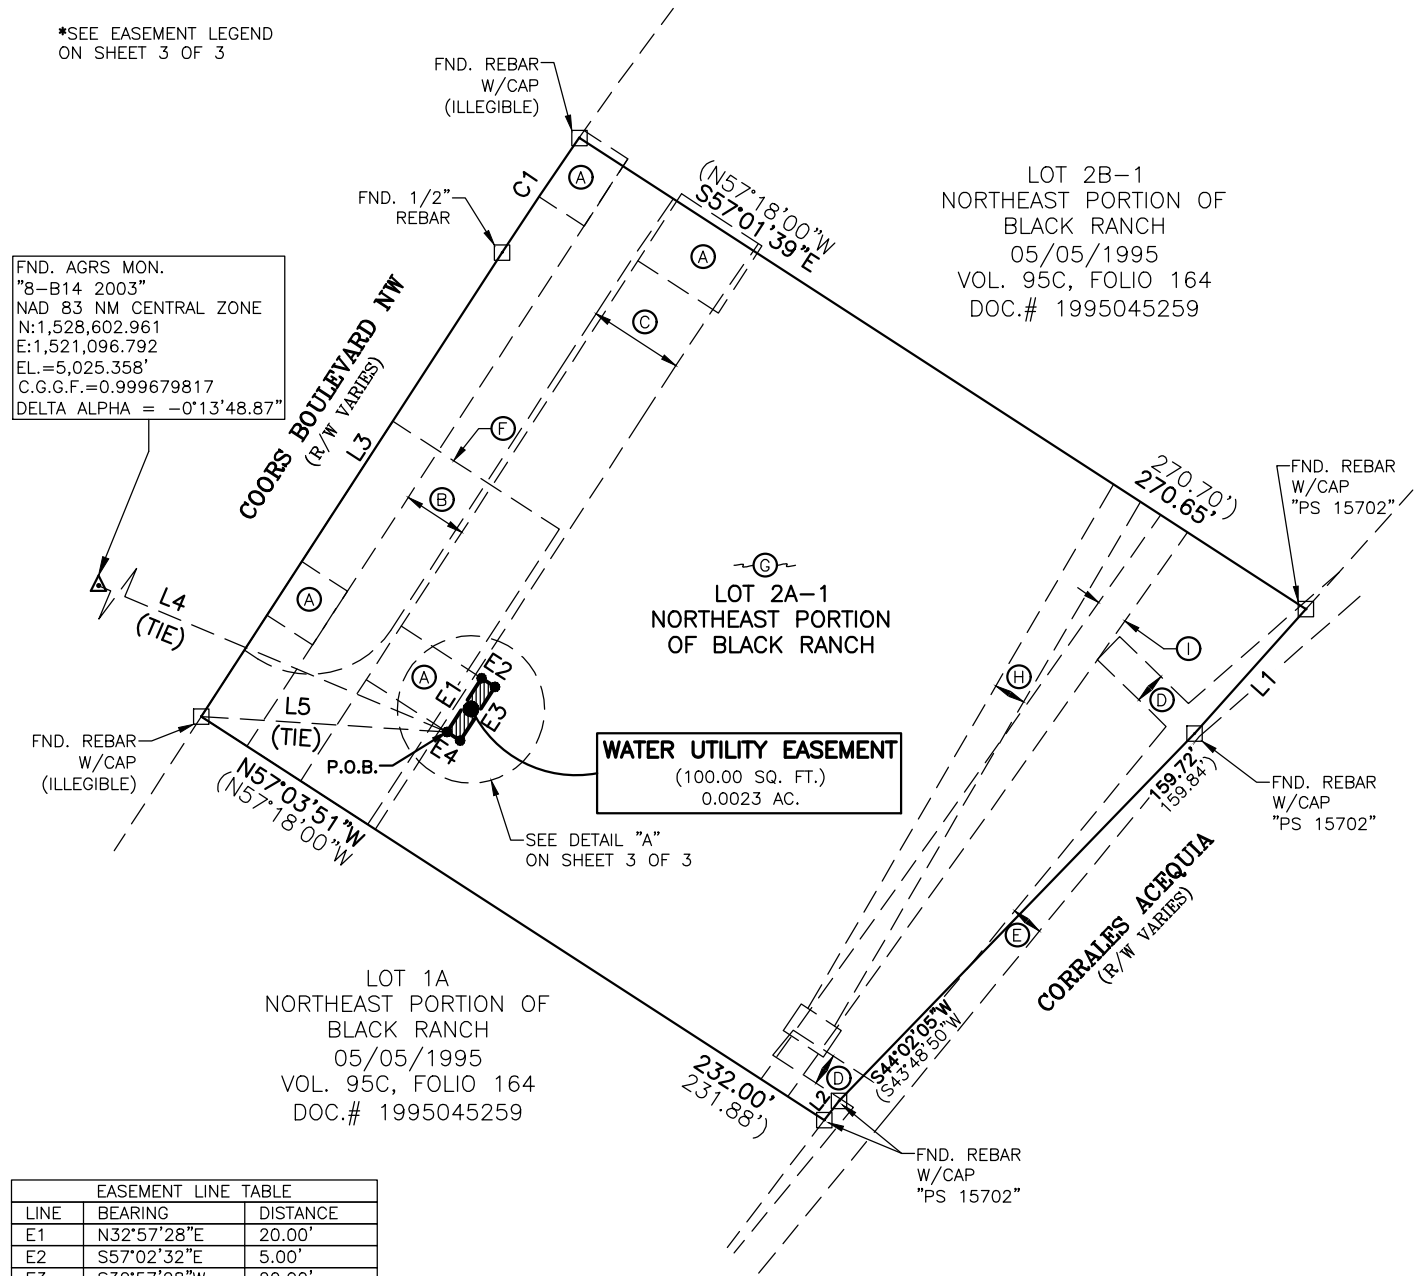 *SEE EASEMENT LEGEND
ON SHEET 3 OF 3
FND. REBAR
W/CAP
(ILLEGIBLE)
C1
A
FND. 1/2"
REBAR
(N57°18'00"W
S57°01'39"E
A
C
LOT 2B-1
NORTHEAST PORTION OF
BLACK RANCH
05/05/1995
VOL. 95C, FOLIO 164
DOC.# 1995045259
FND. AGRS MON.
"8-B14 2003"
NAD 83 NM CENTRAL ZONE
N:1,528,602.961
E:1,521,096.792
EL.=5,025.358'
C.G.G.F.=0.999679817
DELTA ALPHA = -0°13'48.87"
COORS BOULEVARD NW
(R/W VARIES)
L3
F
B
A
270.70')
270.65'
FND. REBAR
W/CAP
"PS 15702"
G
LOT 2A-1
NORTHEAST PORTION
OF BLACK RANCH
L4
(TIE)
A
E1
E2
E3
E4
L5
(TIE)
P.O.B.
H
I
D
L1
FND. REBAR
W/CAP
(ILLEGIBLE)
N57°03'51"W
(N57°18'00"W
WATER UTILITY EASEMENT
(100.00 SQ. FT.)
0.0023 AC.
SEE DETAIL "A"
ON SHEET 3 OF 3
159.72'
159.84')
FND. REBAR
W/CAP
"PS 15702"
E
CORRALES ACEQUIA
(R/W VARIES)
LOT 1A
NORTHEAST PORTION OF
BLACK RANCH
05/05/1995
VOL. 95C, FOLIO 164
DOC.# 1995045259
232.00'
231.88')
S44°02'05"W
(S43°48'50"W
D
L2
FND. REBAR
W/CAP
"PS 15702"
EASEMENT LINE TABLE
LINE BEARING DISTANCE
E1 N32°57'28"E 20.00'
E2 S57°02'32"E 5.00'